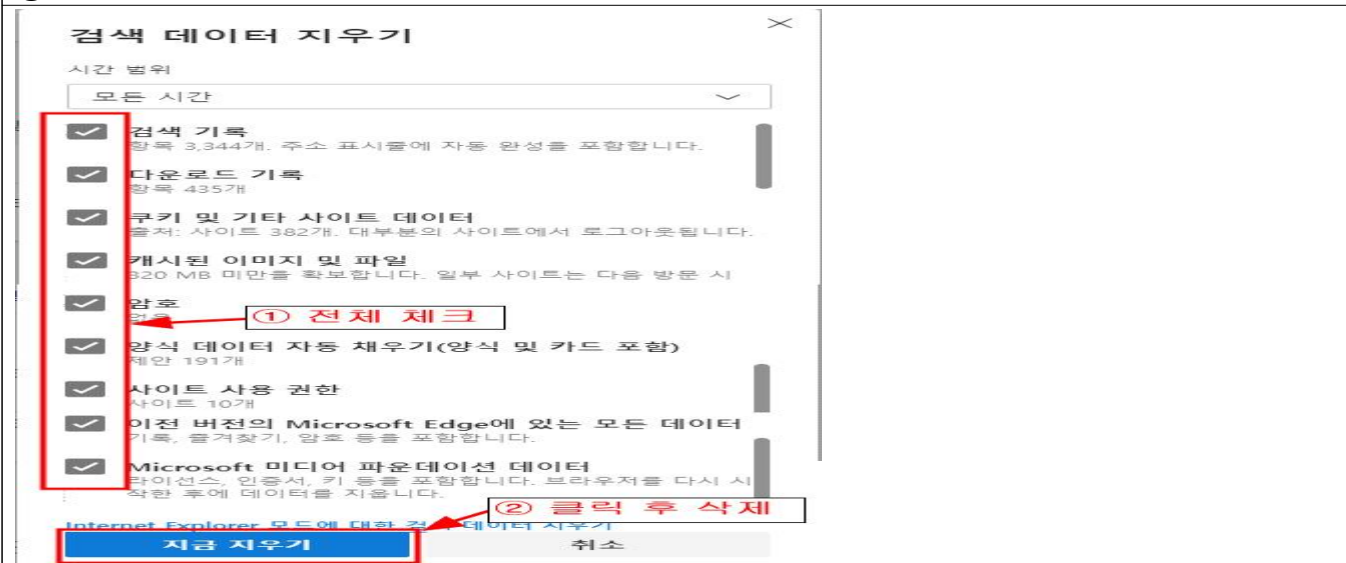 검색 데이터 지우기
시간 범위
모든 시간
검색 기록
항목 3,344개. 주소 표시줄에 자동 완성을 포함합니다.
다운로드 기록
항목 435개
쿠키 및 기타 사이트 데이터
출처: 사이트 382개. 대부분의 사이트에서 로그아웃됩니다.
캐시된 이미지 및 파일
320 MB 미만를 확보합니다. 일부 사이트는 다음 방문 시
암호
없음
① 전체 체크
양식 데이터 자동 채우기(양식 및 카드 포함)
제안 191개
사이트 사용 권한
사이트 10개
이전 버전의 Microsoft Edge에 있는 모든 데이터
기록, 즐겨찾기, 암호 등을 포함합니다.
Microsoft 미디어 파운데이션 데이터
라이선스, 인증서, 키 등을 포함합니다. 브라우저를 다시 시
작한 후에 데이터를 지웁니다.
② 클릭 후 삭제
Internet Explorer 모드에 대한 검색 데이터 지우기
지금 지우기
취소